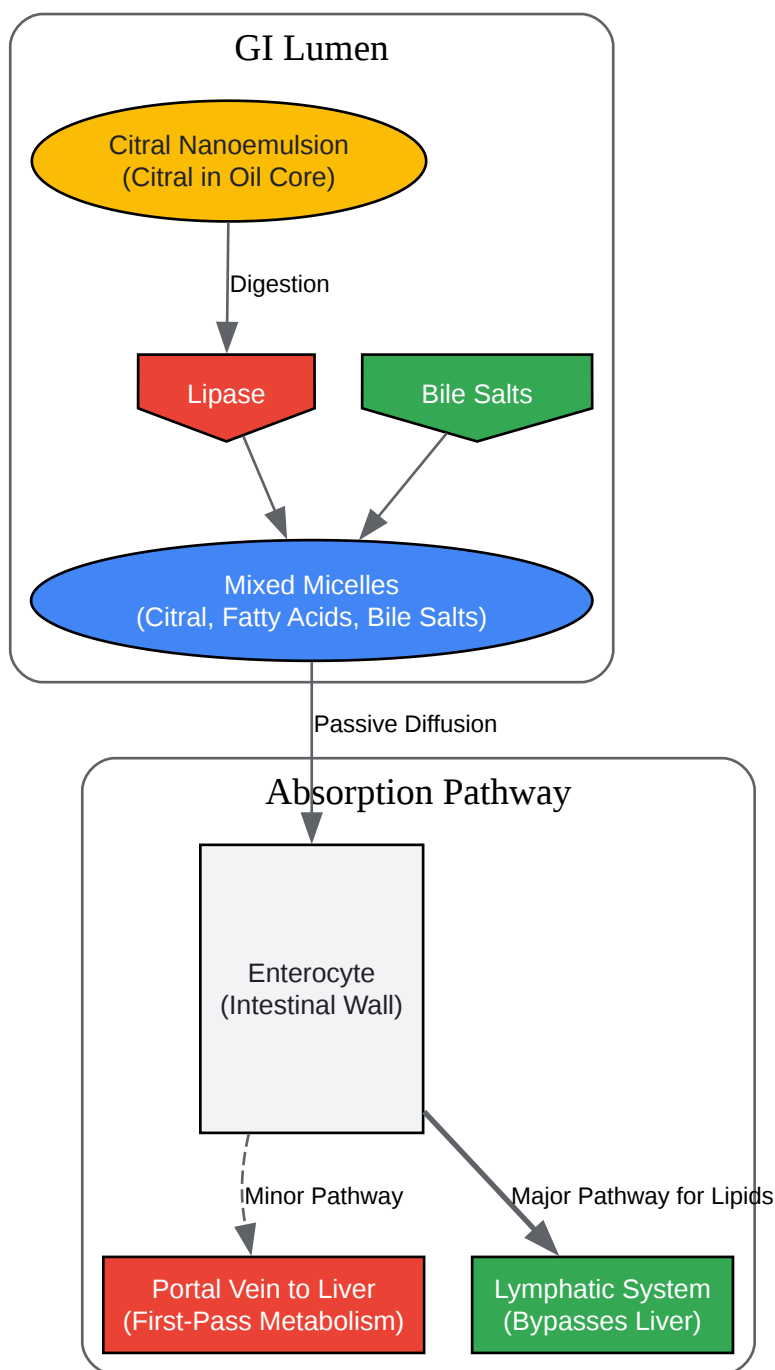 GI Lumen
Citral Nanoemulsion
(Citral in Oil Core)
Digestion
Lipase
Bile Salts
Mixed Micelles
(Citral, Fatty Acids, Bile Salts)
Passive Diffusion
Absorption Pathway
Enterocyte
(Intestinal Wall)
Minor Pathway
Major Pathway for Lipids
Portal Vein to Liver
(First-Pass Metabolism)
Lymphatic System
(Bypasses Liver)